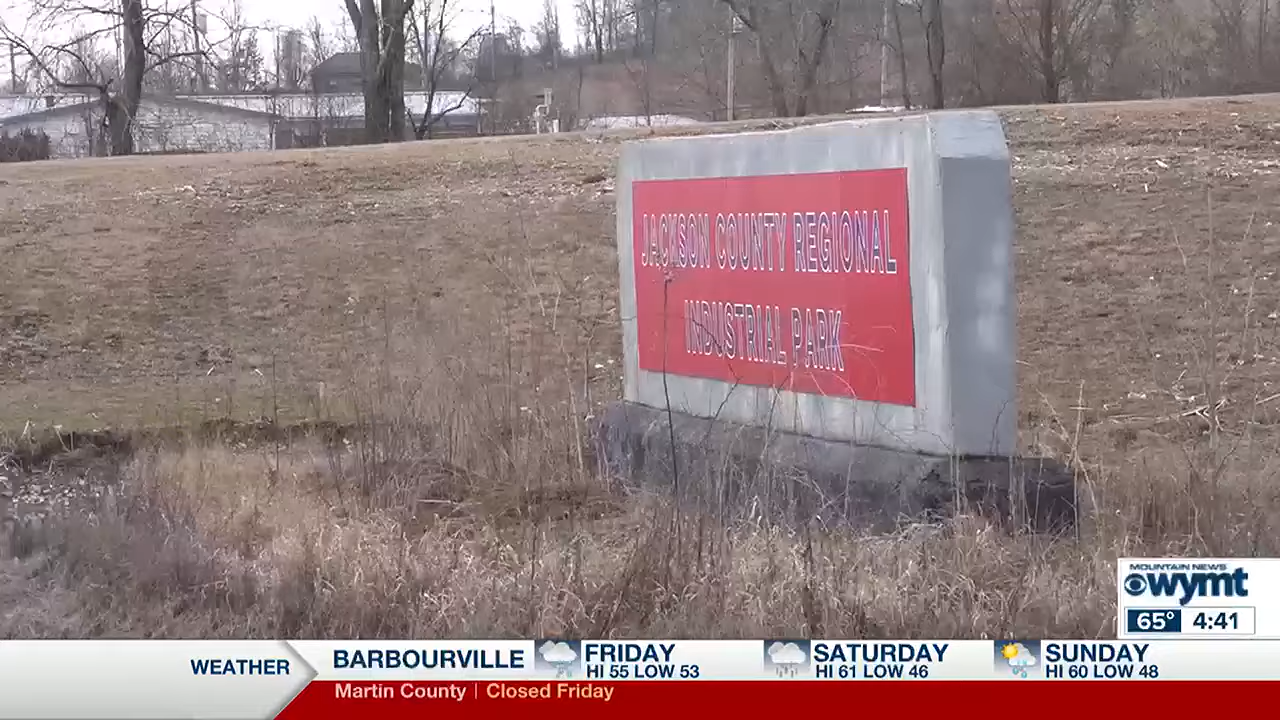 JACKSON COUNTY REGIONAL
INDUSTRIAL PARK
MOUNTAIN NEWS
wymt
65° 4:41
WEATHER
BARBOURVILLE
FRIDAY
HI 55 LOW 53
SATURDAY
HI 61 LOW 46
SUNDAY
HI 60 LOW 48
Martin County | Closed Friday